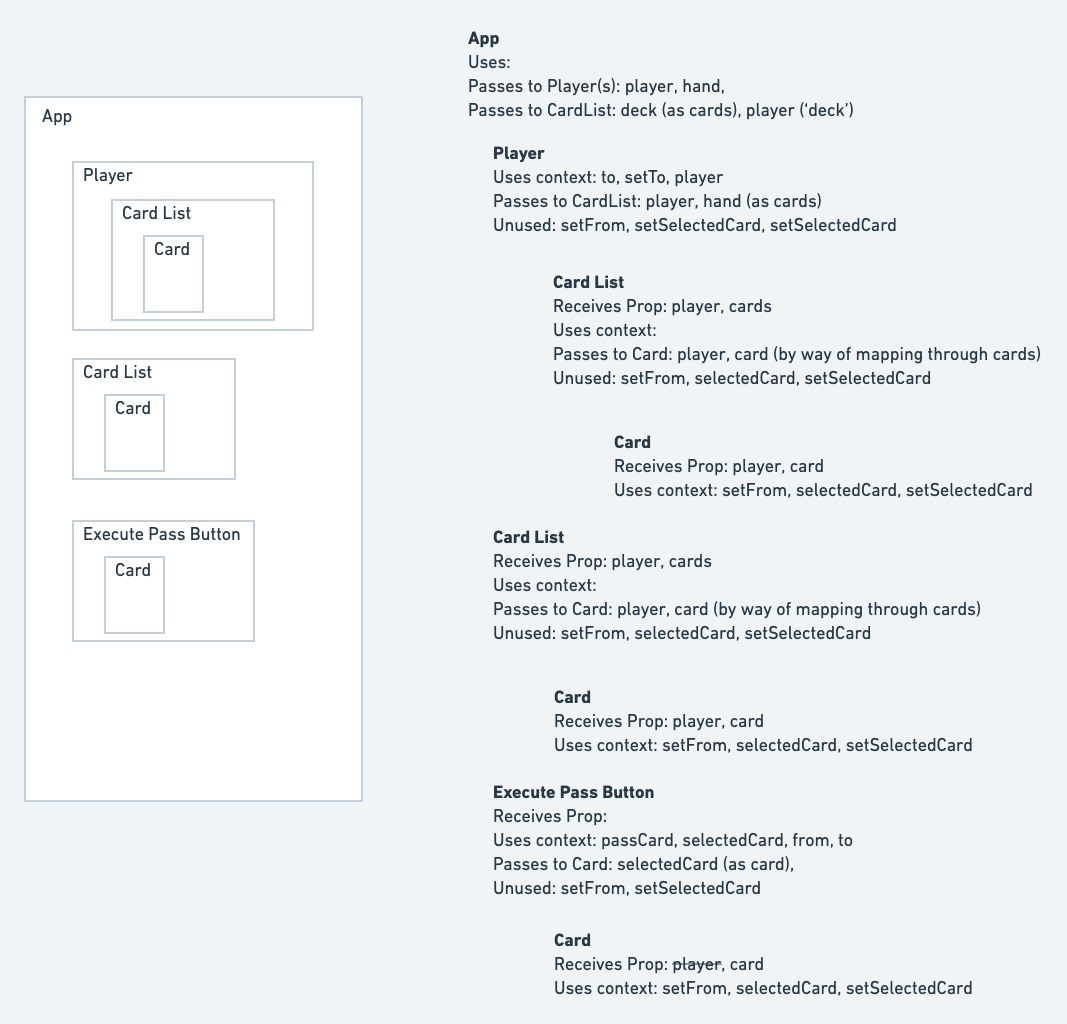 App
Player
Card List
Card
Card List
Card
Execute Pass Button
Card
App
Uses:
Passes to Player(s): player, hand,
Passes to CardList: deck (as cards), player (‘deck’)
Player
Uses context: to, setTo, player
Passes to CardList: player, hand (as cards)
Unused: setFrom, setSelectedCard, setSelectedCard
Card List
Receives Prop: player, cards
Uses context:
Passes to Card: player, card (by way of mapping through cards)
Unused: setFrom, selectedCard, setSelectedCard
Card
Receives Prop: player, card
Uses context: setFrom, selectedCard, setSelectedCard
Card List
Receives Prop: player, cards
Uses context:
Passes to Card: player, card (by way of mapping through cards)
Unused: setFrom, selectedCard, setSelectedCard
Card
Receives Prop: player, card
Uses context: setFrom, selectedCard, setSelectedCard
Execute Pass Button
Receives Prop:
Uses context: passCard, selectedCard, from, to
Passes to Card: selectedCard (as card),
Unused: setFrom, setSelectedCard
Card
Receives Prop: player, card
Uses context: setFrom, selectedCard, setSelectedCard